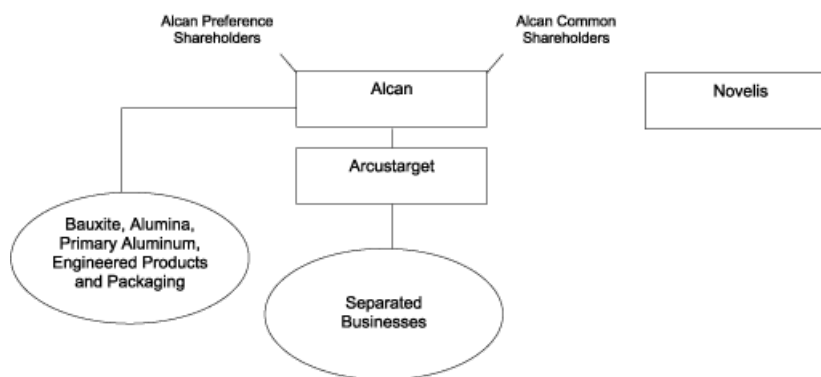 Alcan Preference
Shareholders
Alcan Common
Shareholders
Alcan
Novelis
Arcustarget
Bauxite, Alumina,
Primary Aluminum,
Engineered Products
and Packaging
Separated
Businesses